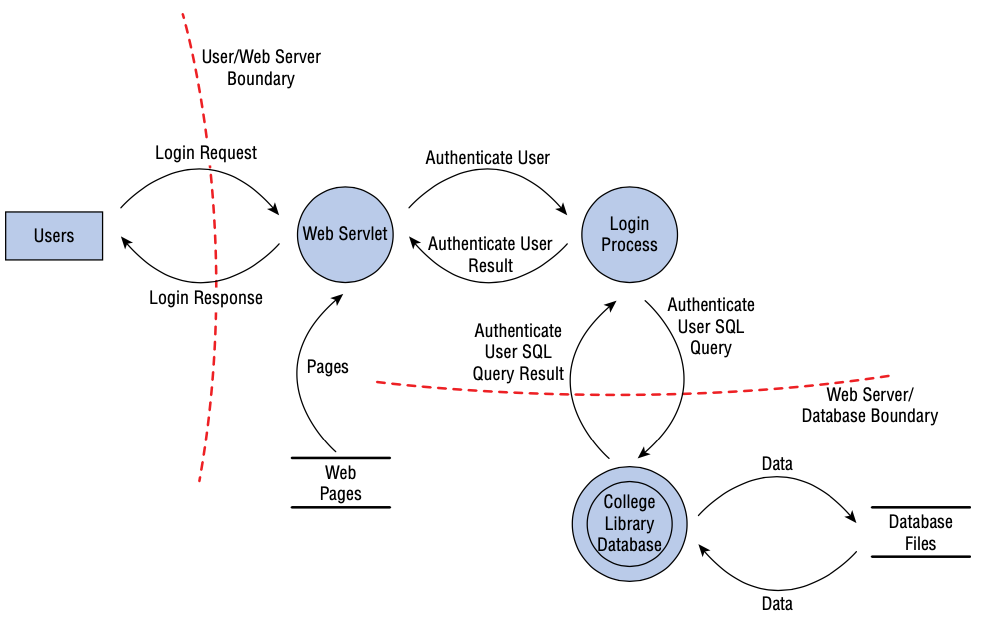 User/Web Server
Boundary
Login Request
Authenticate User
Users
Web Servlet
Login
Process
Authenticate User
Result
Login Response
Authenticate
User SQL
Query
Authenticate
User SQL
Query Result
Pages
Web Server/
Database Boundary
Web
Pages
College
Library
Database
Data
Database
Files
Data